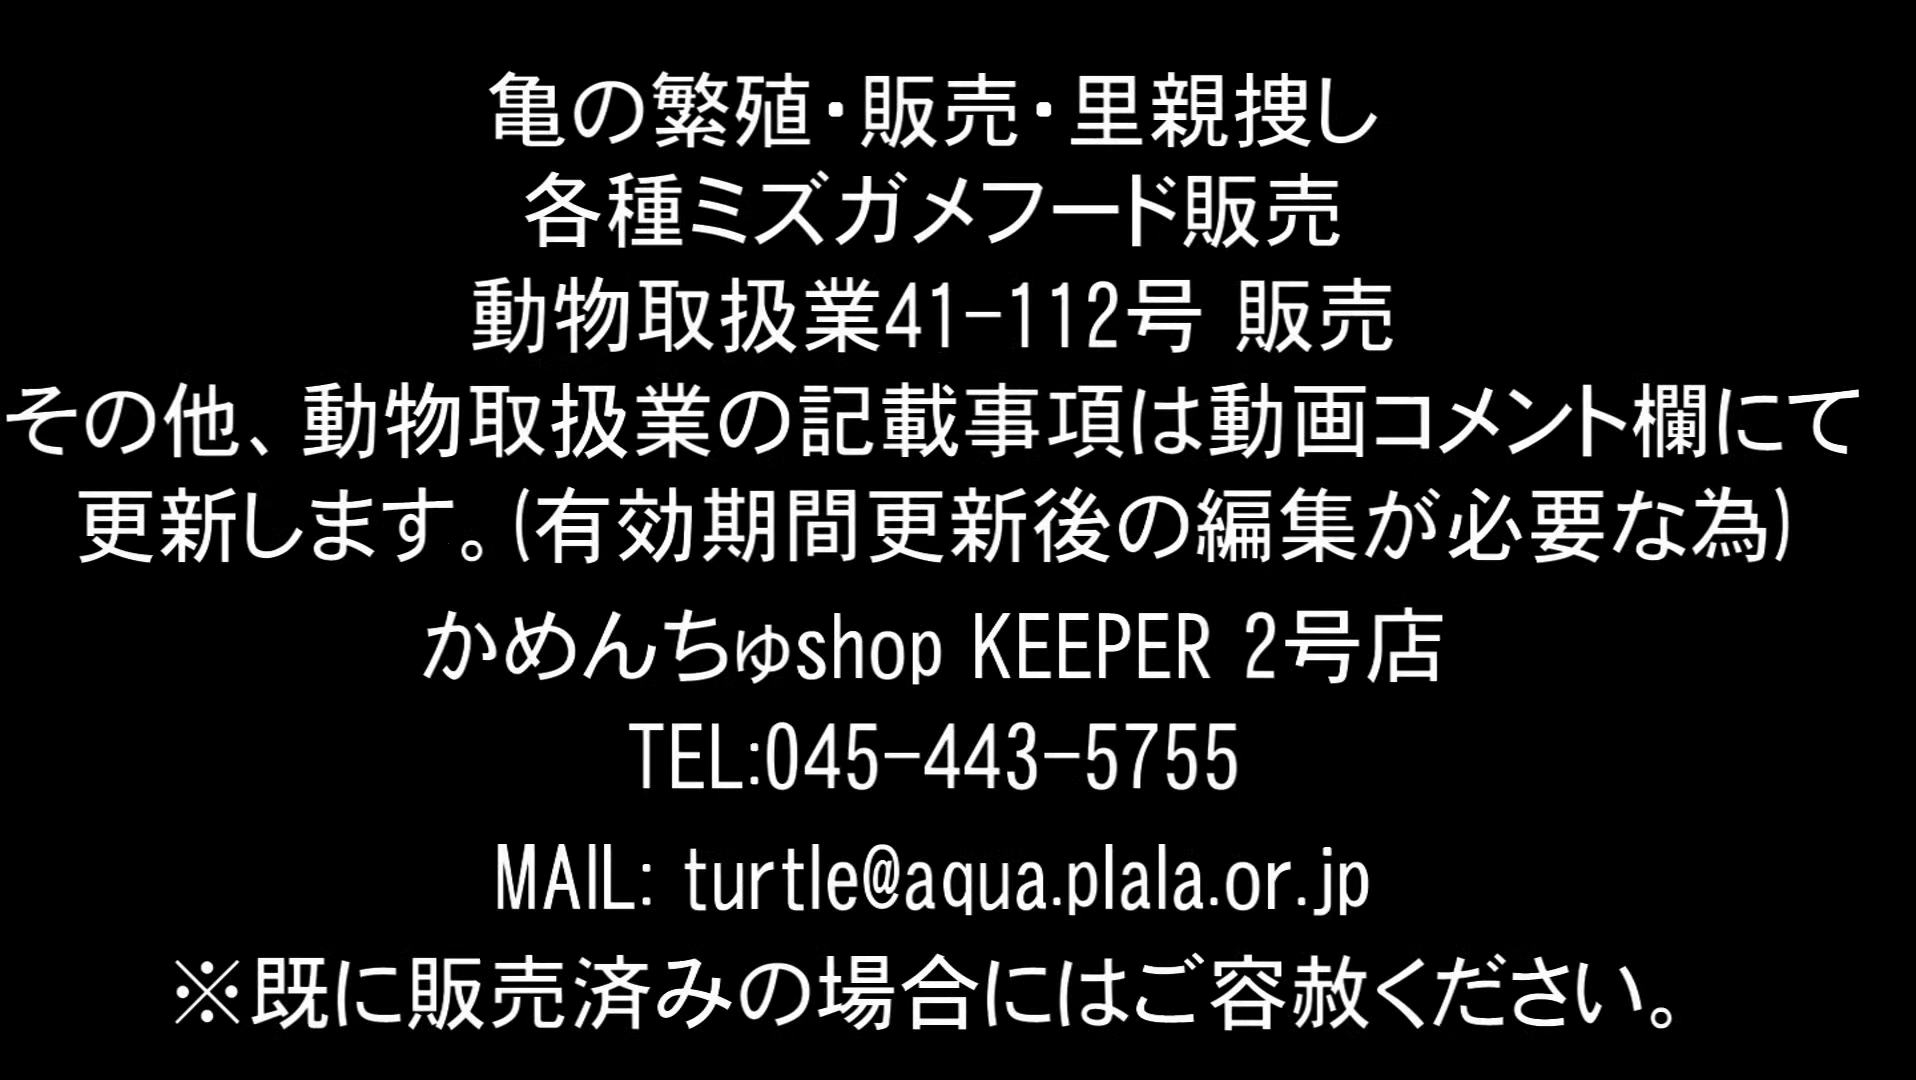 亀の繁殖・販売・里親捜し
各種ミズガメフード販売
動物取扱業41-112号 販売
その他、動物取扱業の記載事項は動画コメント欄にて
更新します。(有効期間更新後の編集が必要な為)
かめんちゅshop KEEPER 2号店
TEL:045-443-5755
MAIL: turtle@aqua.plala.or.jp
※既に販売済みの場合にはご容赦ください。